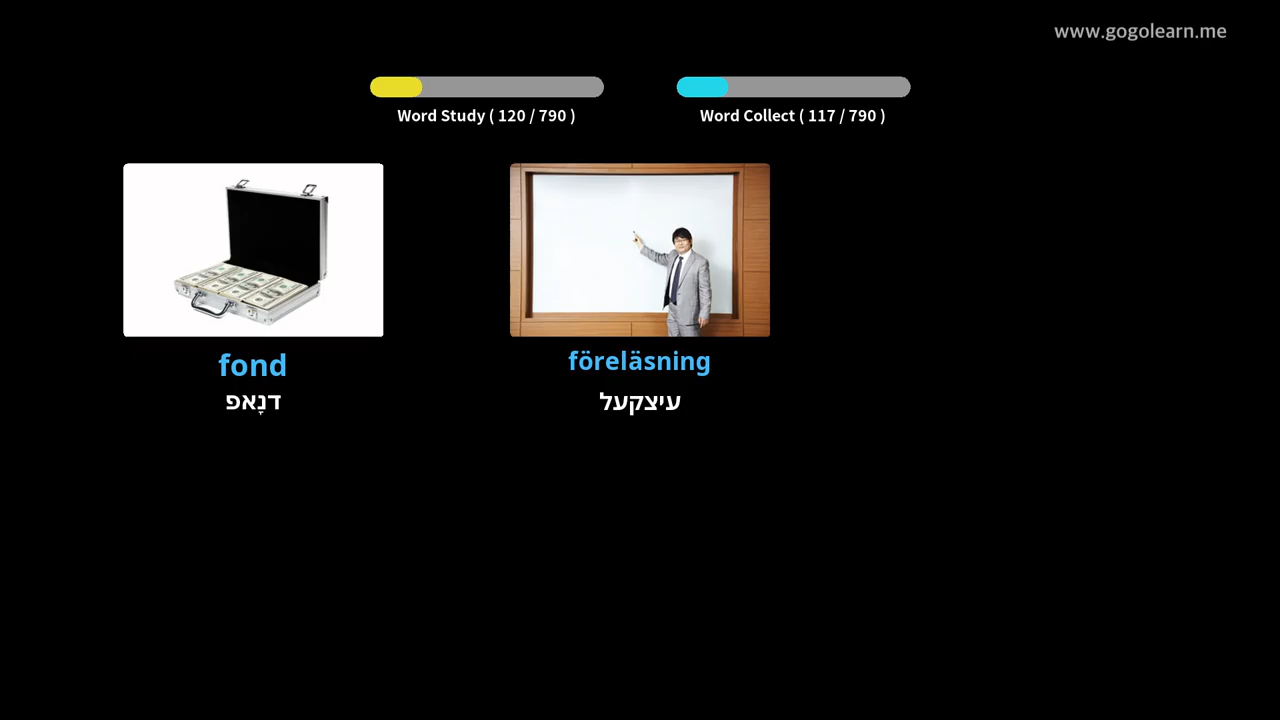 www.gogolearn.me
Word Study ( 120 / 790 )
Word Collect ( 117 / 790 )
fond
דנָאפ
föreläsning
עיצקעל